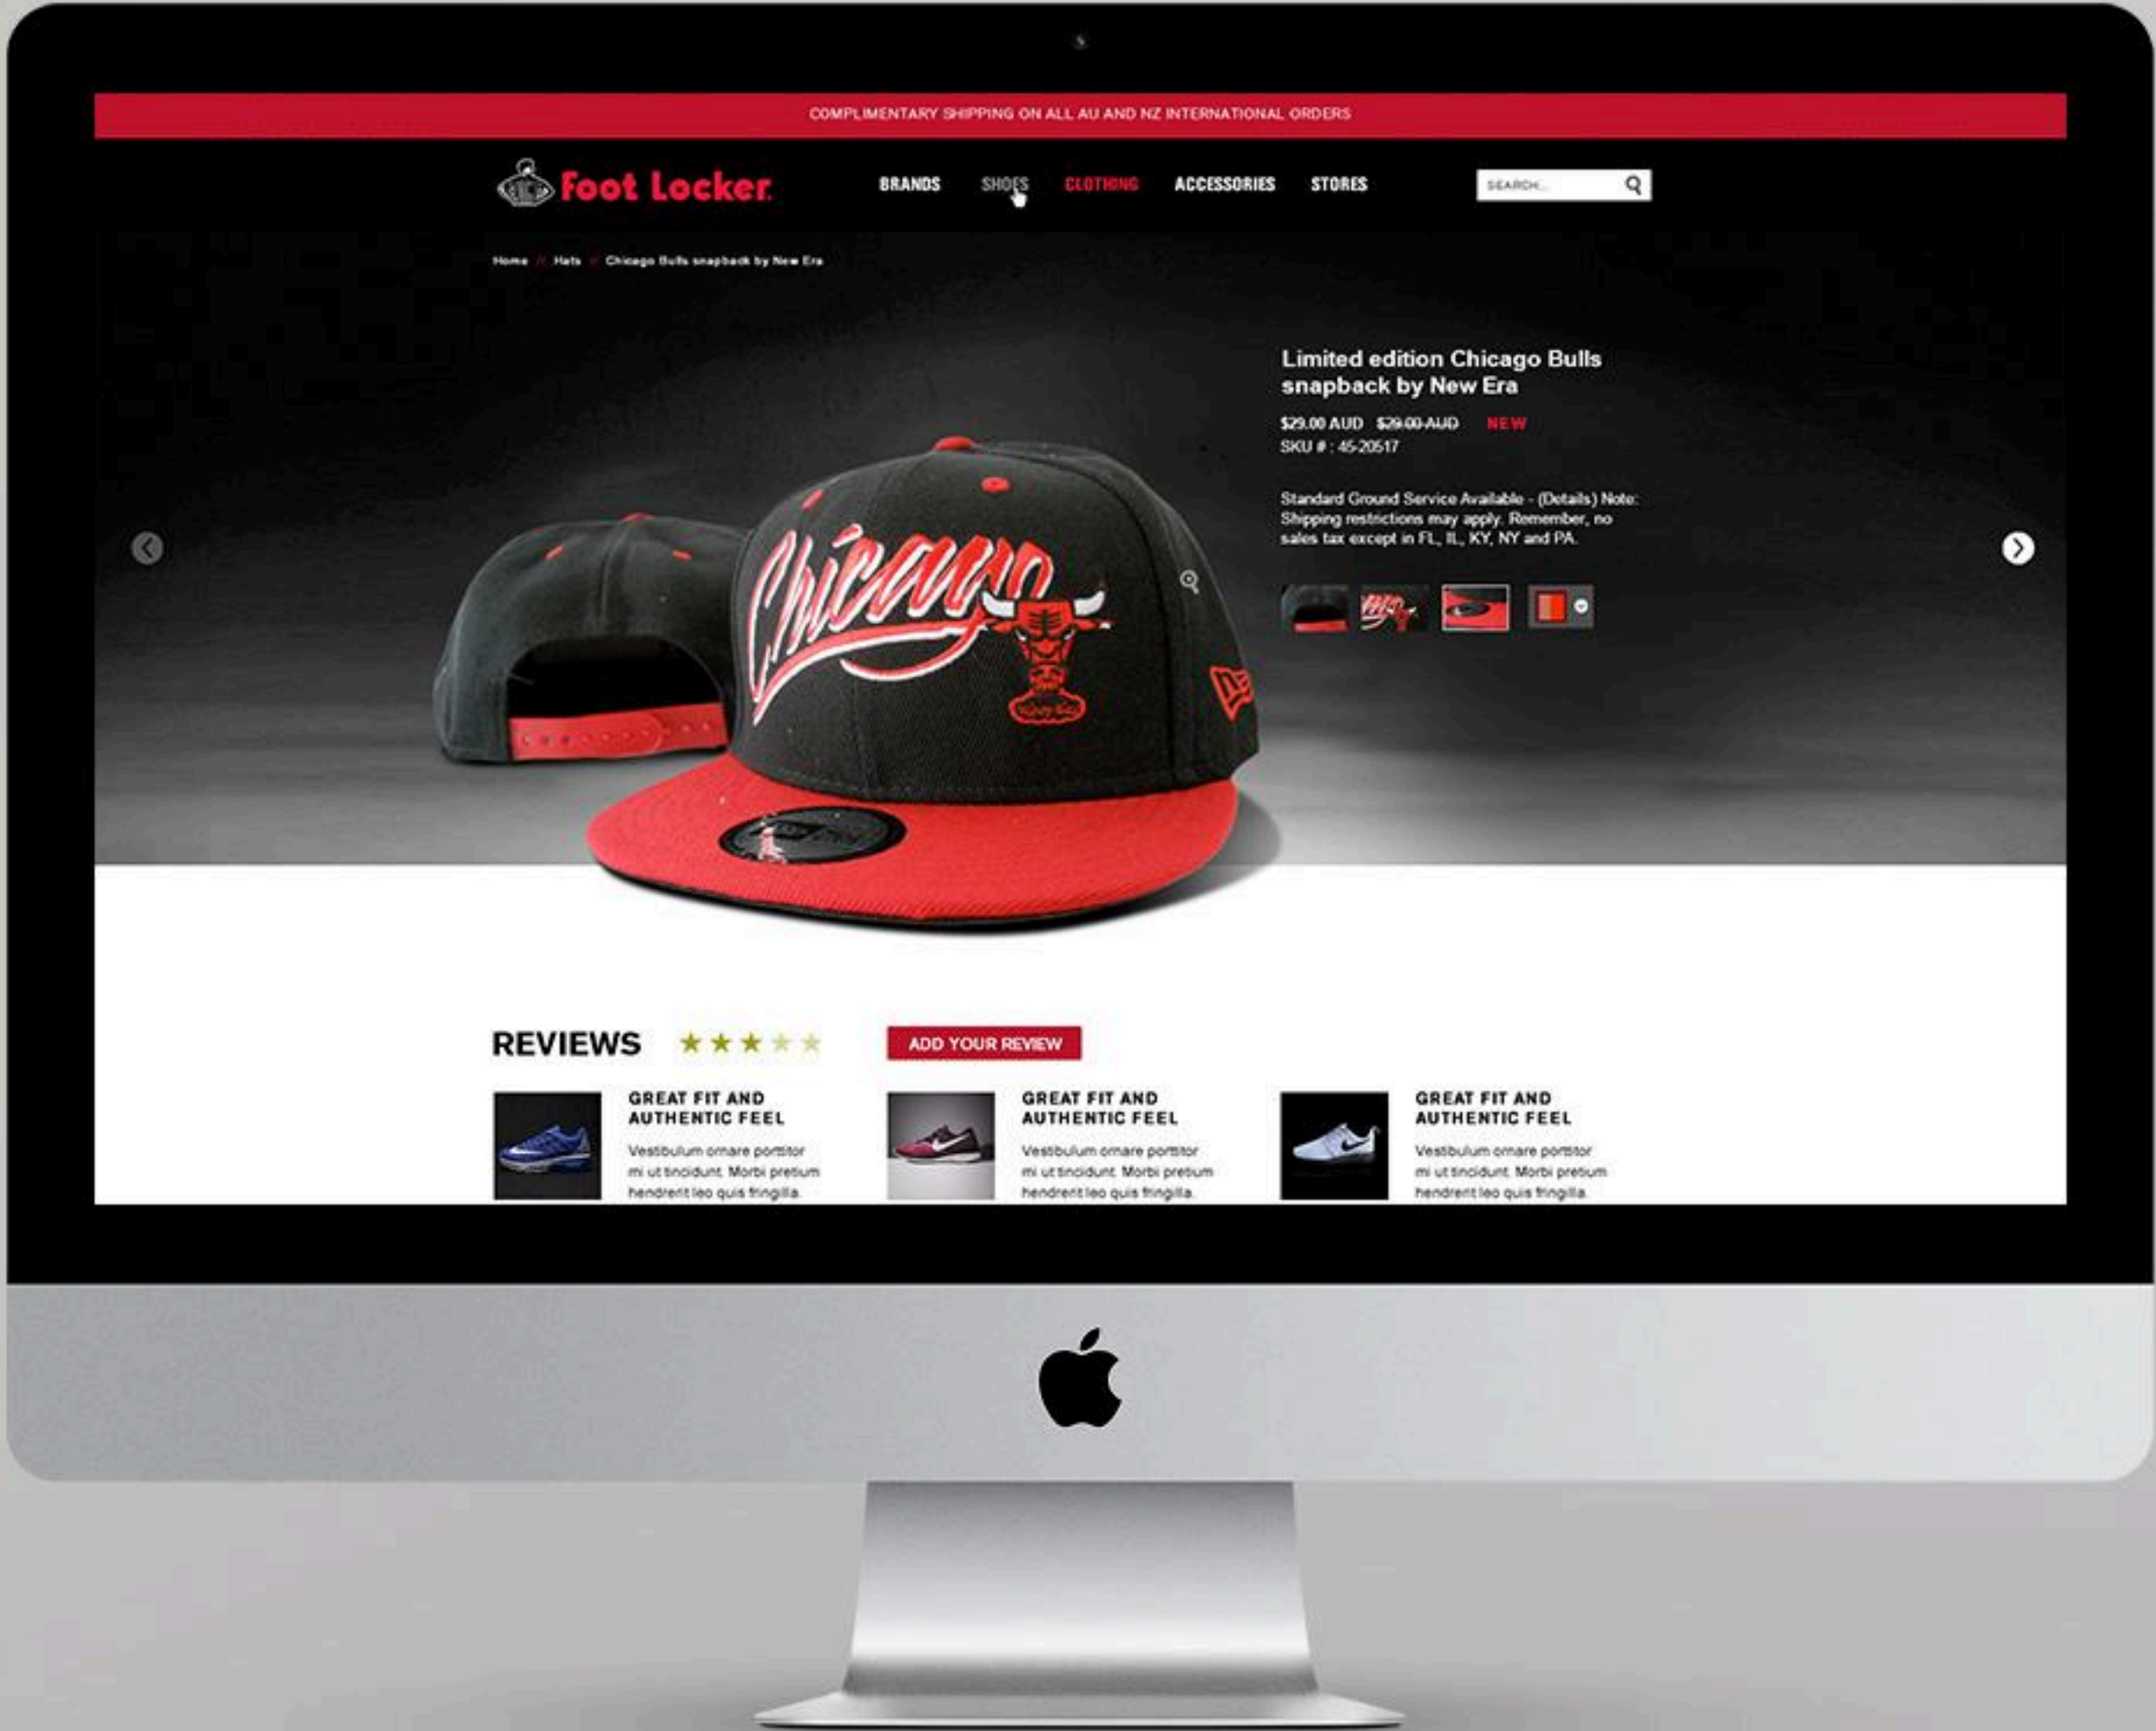 COMPLIMENTARY SHIPPING ON ALL AU AND NZ INTERNATIONAL ORDERS
Foot Locker.
BRANDS SHOES CLOTHING ACCESSORIES STORES
SEARCH...
Home // Hats // Chicago Bulls snapback by New Era
Limited edition Chicago Bulls
snapback by New Era
$29.00 AUD $29.00 AUD NEW
SKU # : 45-20517
Standard Ground Service Available - (Details) Note:
Shipping restrictions may apply. Remember, no
sales tax except in FL, IL, KY, NY and PA.
Chicago
REVIEWS
ADD YOUR REVIEW
GREAT FIT AND
AUTHENTIC FEEL
Vestibulum ornare porttitor
mi ut tincidunt. Morbi pretium
hendrerit leo quis fringilla.
GREAT FIT AND
AUTHENTIC FEEL
Vestibulum ornare porttitor
mi ut tincidunt. Morbi pretium
hendrerit leo quis fringilla.
GREAT FIT AND
AUTHENTIC FEEL
Vestibulum ornare porttitor
mi ut tincidunt. Morbi pretium
hendrerit leo quis fringilla.